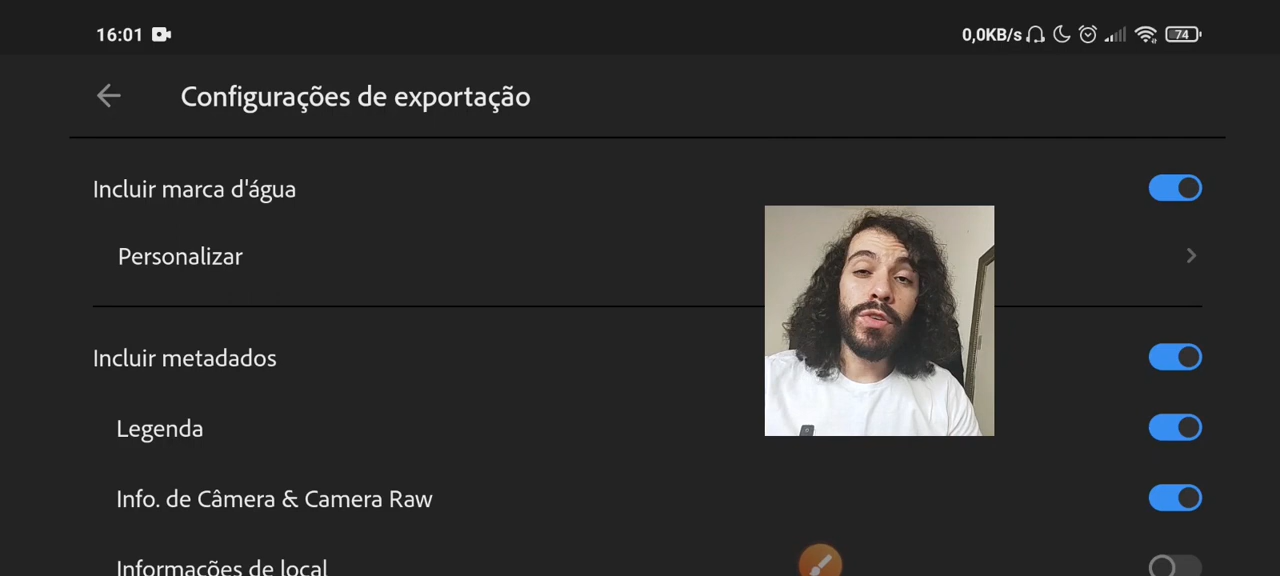 16:01
0,0KB/s
74
Configurações de exportação
Incluir marca d'água
Personalizar
Incluir metadados
Legenda
Info. de Câmera & Camera Raw
Informações de local